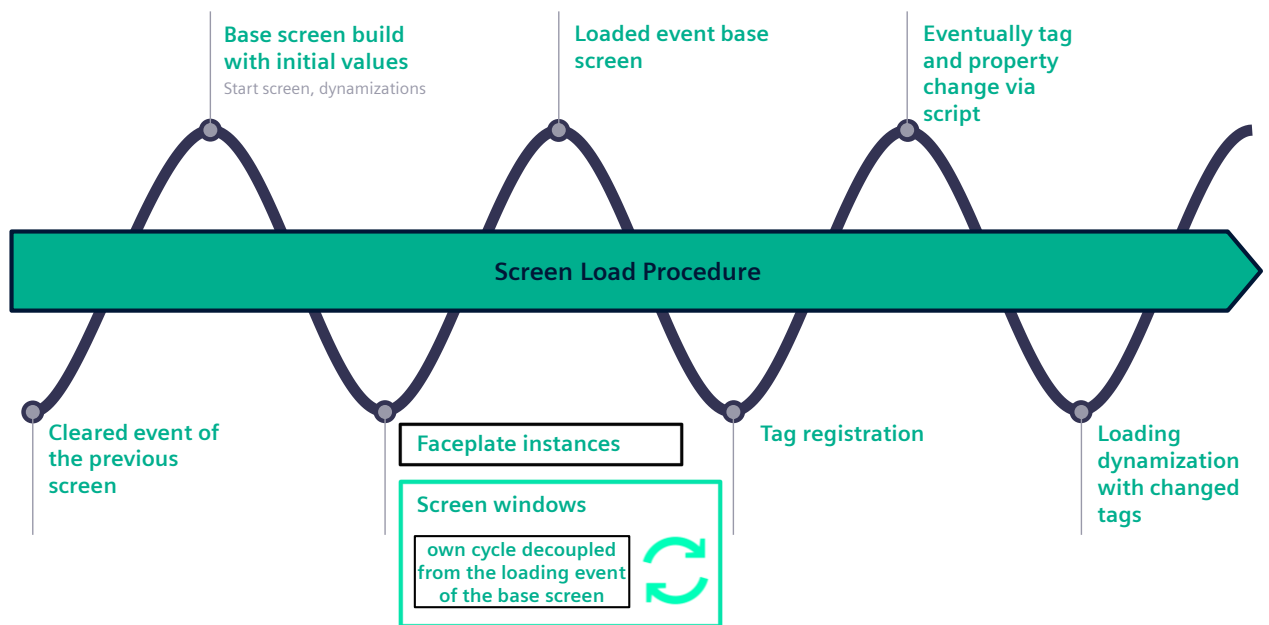 Base screen build
with initial values
Start screen, dynamizations
Loaded event base
screen
Eventually tag
and property
change via
script
Screen Load Procedure
Cleared event of
the previous
screen
Faceplate instances
Screen windows
own cycle decoupled
from the loading event
of the base screen
Tag registration
Loading
dynamization
with changed
tags